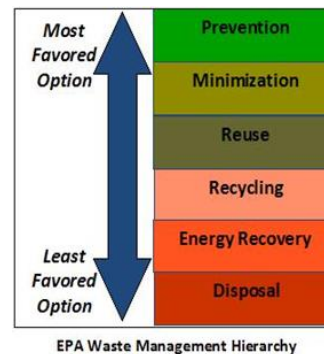 Most
Favored
Option
Prevention
Minimization
Reuse
Recycling
Energy Recovery
Disposal
Least
Favored
Option
EPA Waste Management Hierarchy